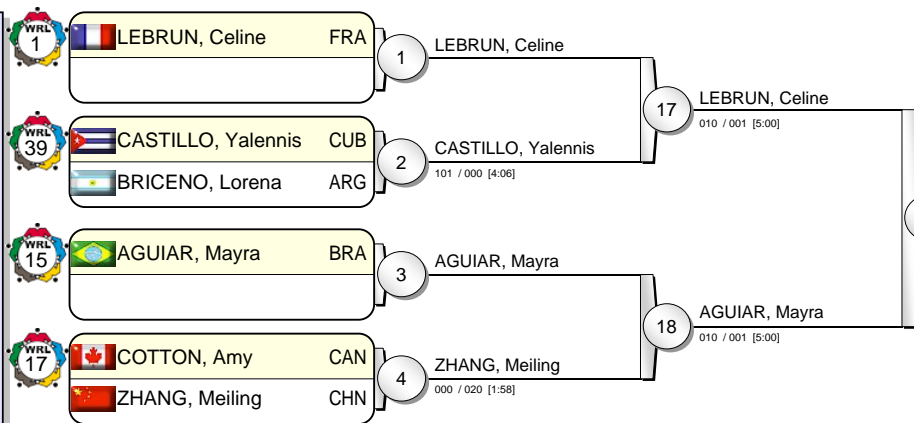 WRL
1
LEBRUN, Celine FRA
1
LEBRUN, Celine
WRL
39
CASTILLO, Yalennis CUB
BRICENO, Lorena ARG
2
CASTILLO, Yalennis
101 / 000 [4:06]
17
LEBRUN, Celine
010 / 001 [5:00]
WRL
15
AGUIAR, Mayra BRA
3
AGUIAR, Mayra
WRL
17
COTTON, Amy CAN
ZHANG, Meiling CHN
4
ZHANG, Meiling
000 / 020 [1:58]
18
AGUIAR, Mayra
010 / 001 [5:00]